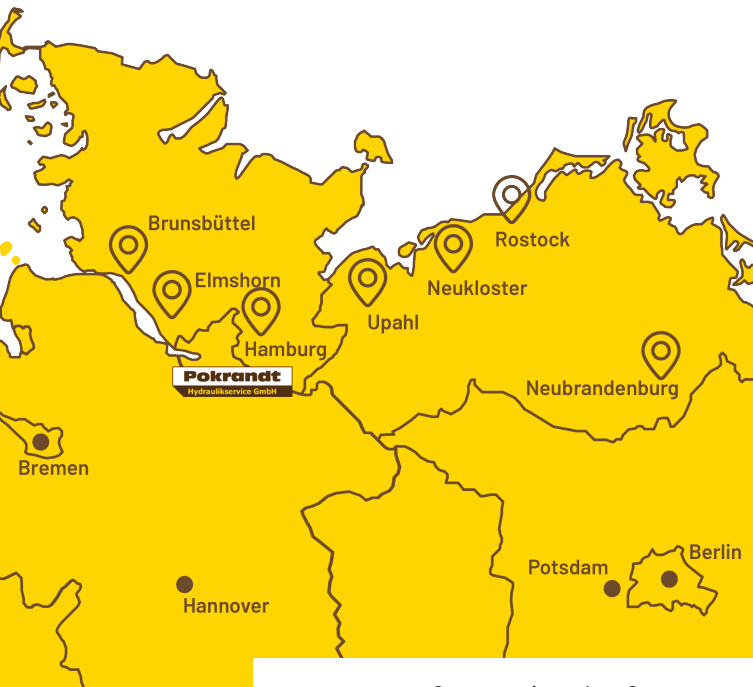 Brunsbüttel
Rostock
Elmshorn
Neukloster
Upahl
Hamburg
Pokrandt
Hydraulikservice GmbH
Neubrandenburg
Bremen
Berlin
Potsdam
Hannover